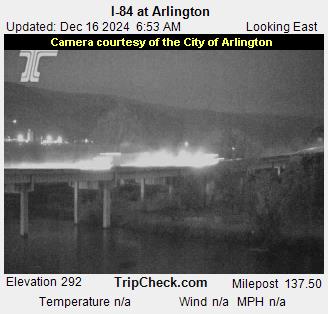 I-84 at Arlington
Updated: Dec 16 2024 6:53 AM Looking East
Camera courtesy of the City of Arlington
Elevation 292 TripCheck.com Milepost 137.50
Temperature n/a Wind n/a MPH n/a